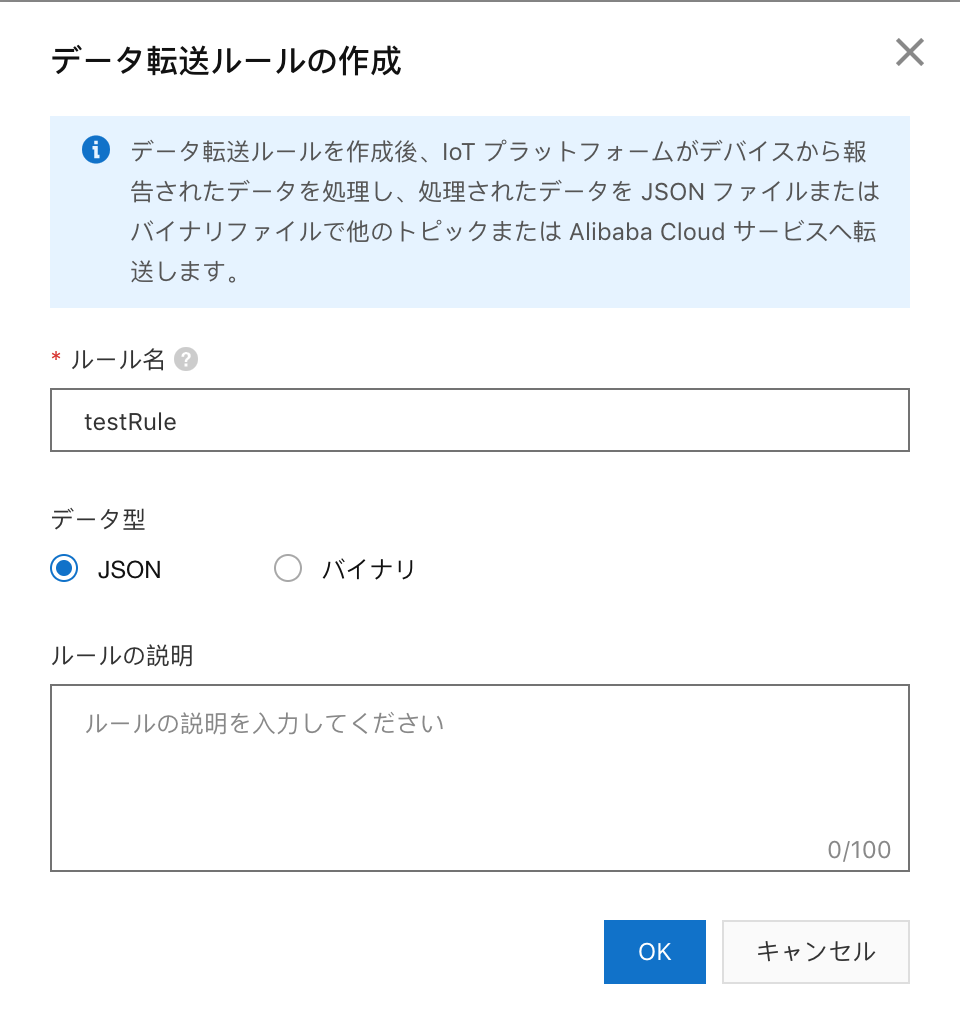 データ転送ルールの作成
データ転送ルールを作成後、IoT プラットフォームがデバイスから報
告されたデータを処理し、処理されたデータを JSON ファイルまたは
バイナリファイルで他のトピックまたは Alibaba Cloud サービスへ転
送します。
* ルール名 ?
testRule
データ型
JSON バイナリ
ルールの説明
ルールの説明を入力してください
0/100
OK キャンセル